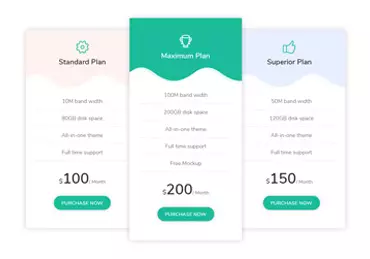 Standard Plan
10M band width
90GB disk space
All-in-one theme
Full time support
$100 / Month
PURCHASE NOW
Maximum Plan
100M band width
200GB disk space
All-in-one theme
Full time support
Free Mockup
$200 / Month
PURCHASE NOW
Superior Plan
50M band width
120GB disk space
All-in-one theme
Full time support
$150 / Month
PURCHASE NOW